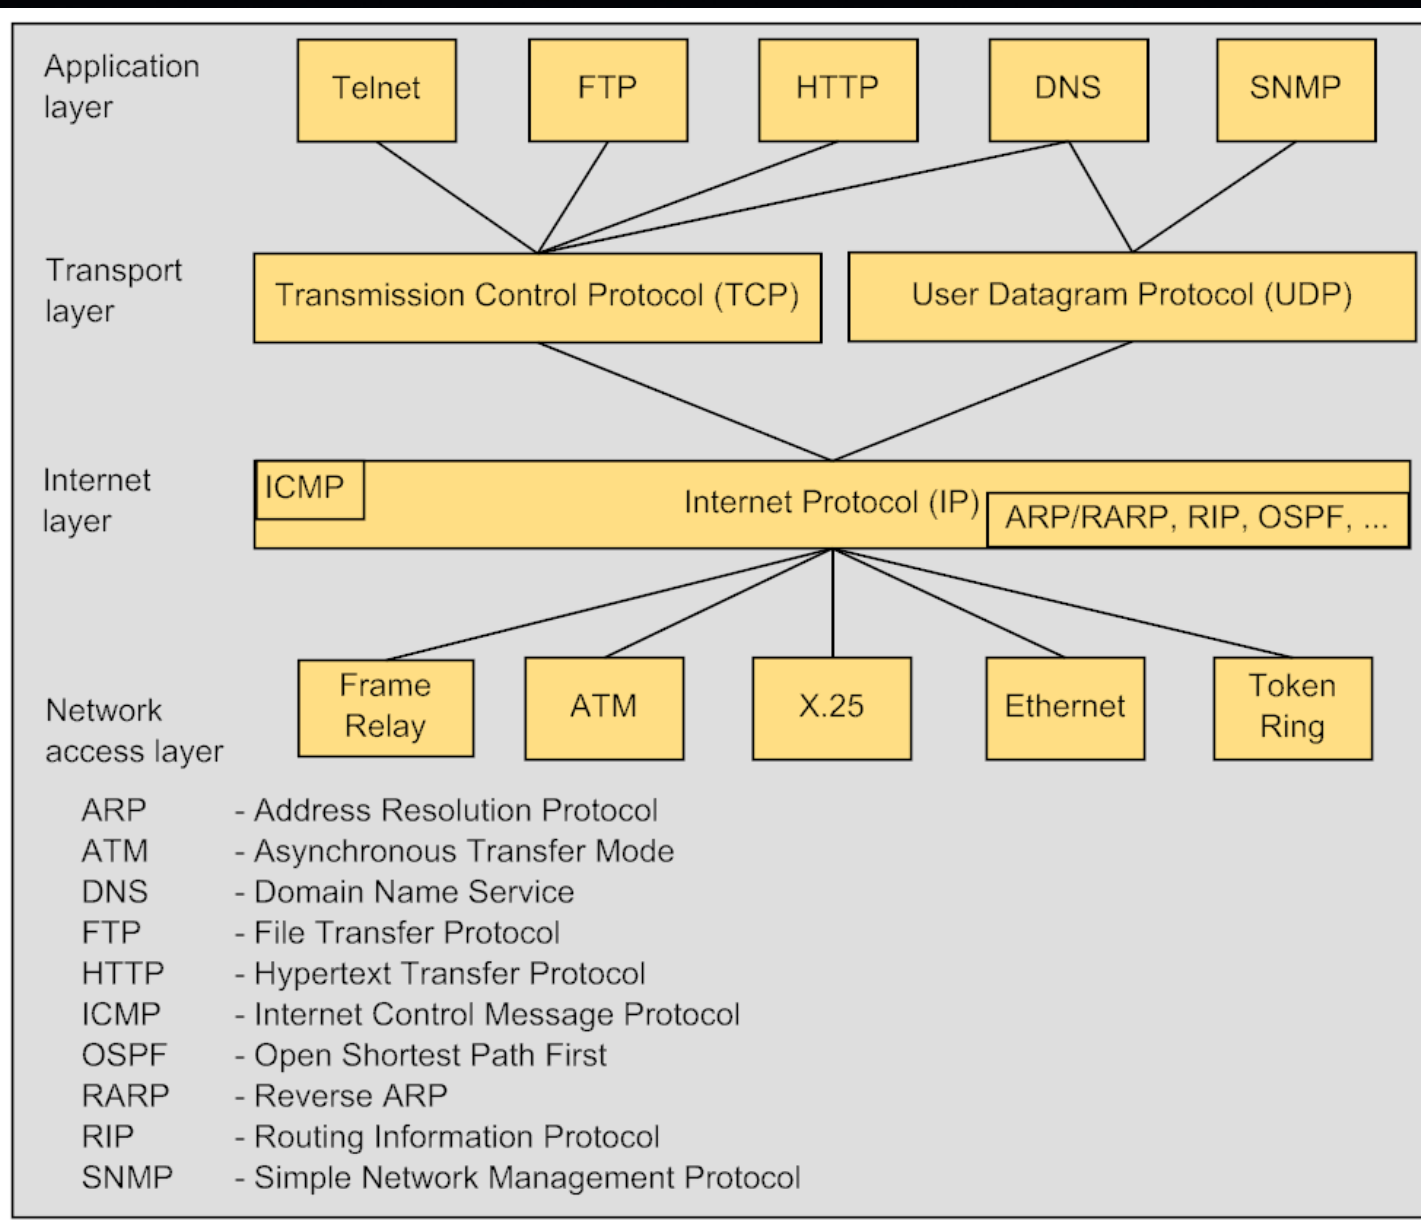 Application
layer
Telnet
FTP
HTTP
DNS
SNMP
Transport
layer
Transmission Control Protocol (TCP)
User Datagram Protocol (UDP)
Internet
layer
ICMP
Internet Protocol (IP)
ARP/RARP, RIP, OSPF, ...
Network
access layer
Frame
Relay
ATM
X.25
Ethernet
Token
Ring
ARP - Address Resolution Protocol
ATM - Asynchronous Transfer Mode
DNS - Domain Name Service
FTP - File Transfer Protocol
HTTP - Hypertext Transfer Protocol
ICMP - Internet Control Message Protocol
OSPF - Open Shortest Path First
RARP - Reverse ARP
RIP - Routing Information Protocol
SNMP - Simple Network Management Protocol